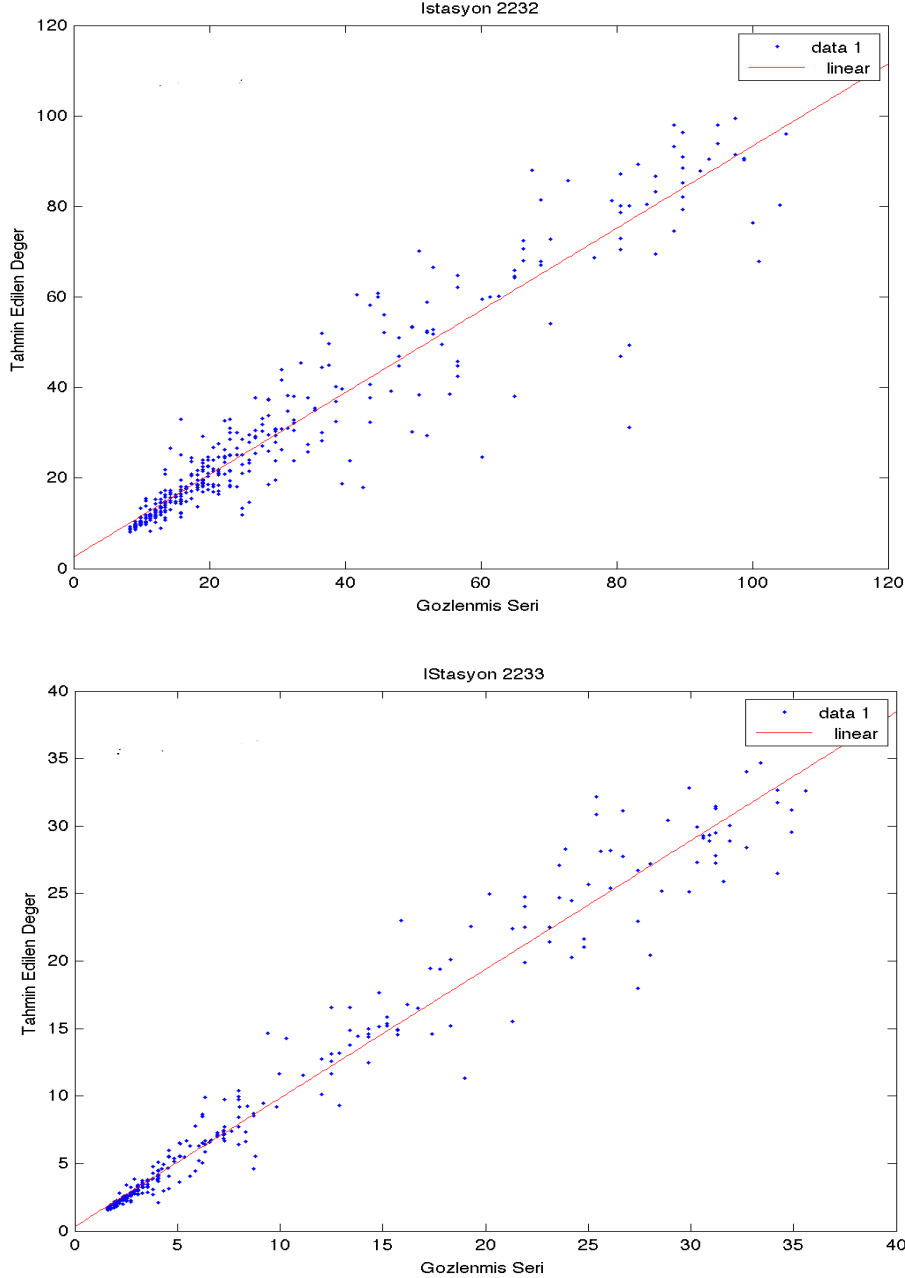 Istasyon 2232
120
100
80
60
40
20
0
Tahmin Edilen Deger
data 1
linear
0 20 40 60 80 100 120
Gozlenmis Seri
IStasyon 2233
40
35
30
25
20
15
10
5
0
Tahmin Edilen Deger
data 1
linear
0 5 10 15 20 25 30 35 40
Gozlenmis Seri